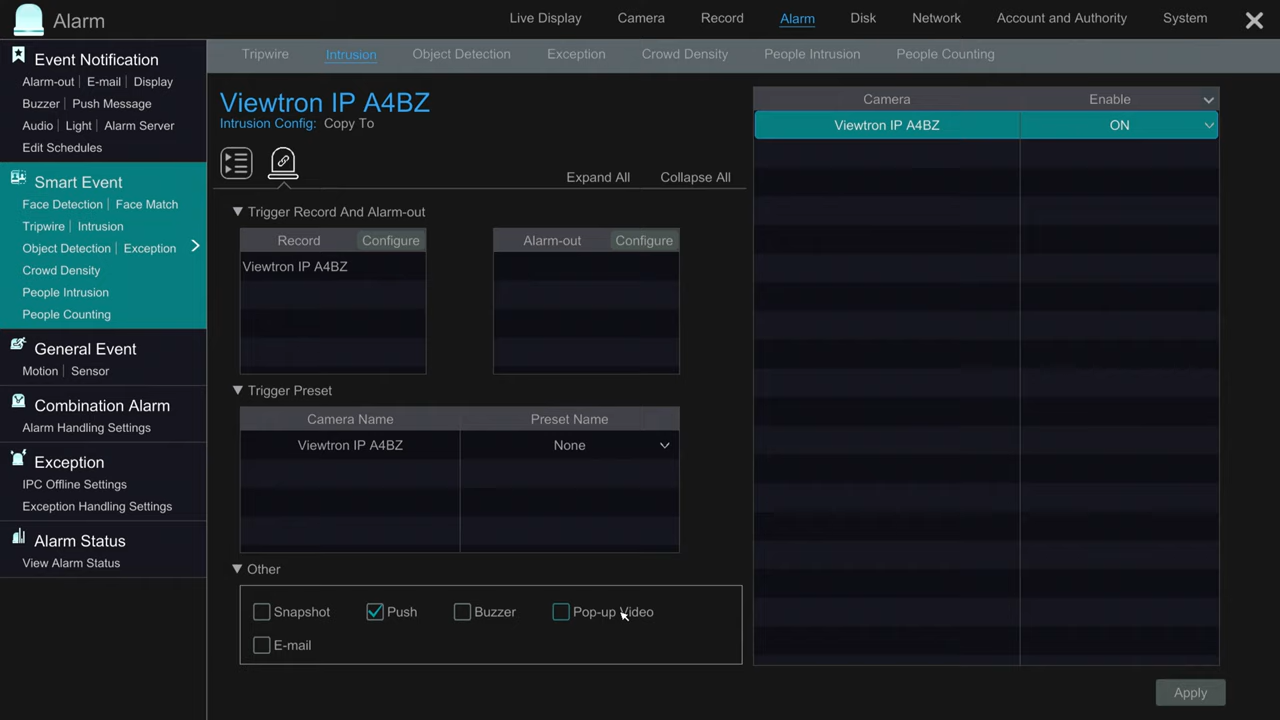 Alarm
Live Display Camera Record Alarm Disk Network Account and Authority System
Event Notification
Alarm-out | E-mail | Display
Buzzer | Push Message
Audio | Light | Alarm Server
Edit Schedules
Smart Event
Face Detection | Face Match
Tripwire | Intrusion
Object Detection | Exception
Crowd Density
People Intrusion
People Counting
General Event
Motion | Sensor
Combination Alarm
Alarm Handling Settings
Exception
IPC Offline Settings
Exception Handling Settings
Alarm Status
View Alarm Status
Tripwire Intrusion Object Detection Exception Crowd Density People Intrusion People Counting
Viewtron IP A4BZ
Intrusion Config: Copy To
Expand All Collapse All
Trigger Record And Alarm-out
Record Configure Alarm-out Configure
Viewtron IP A4BZ
Trigger Preset
Camera Name Preset Name
Viewtron IP A4BZ None
Other
Snapshot Push Buzzer Pop-up Video
E-mail
Camera Enable
Viewtron IP A4BZ ON
Apply